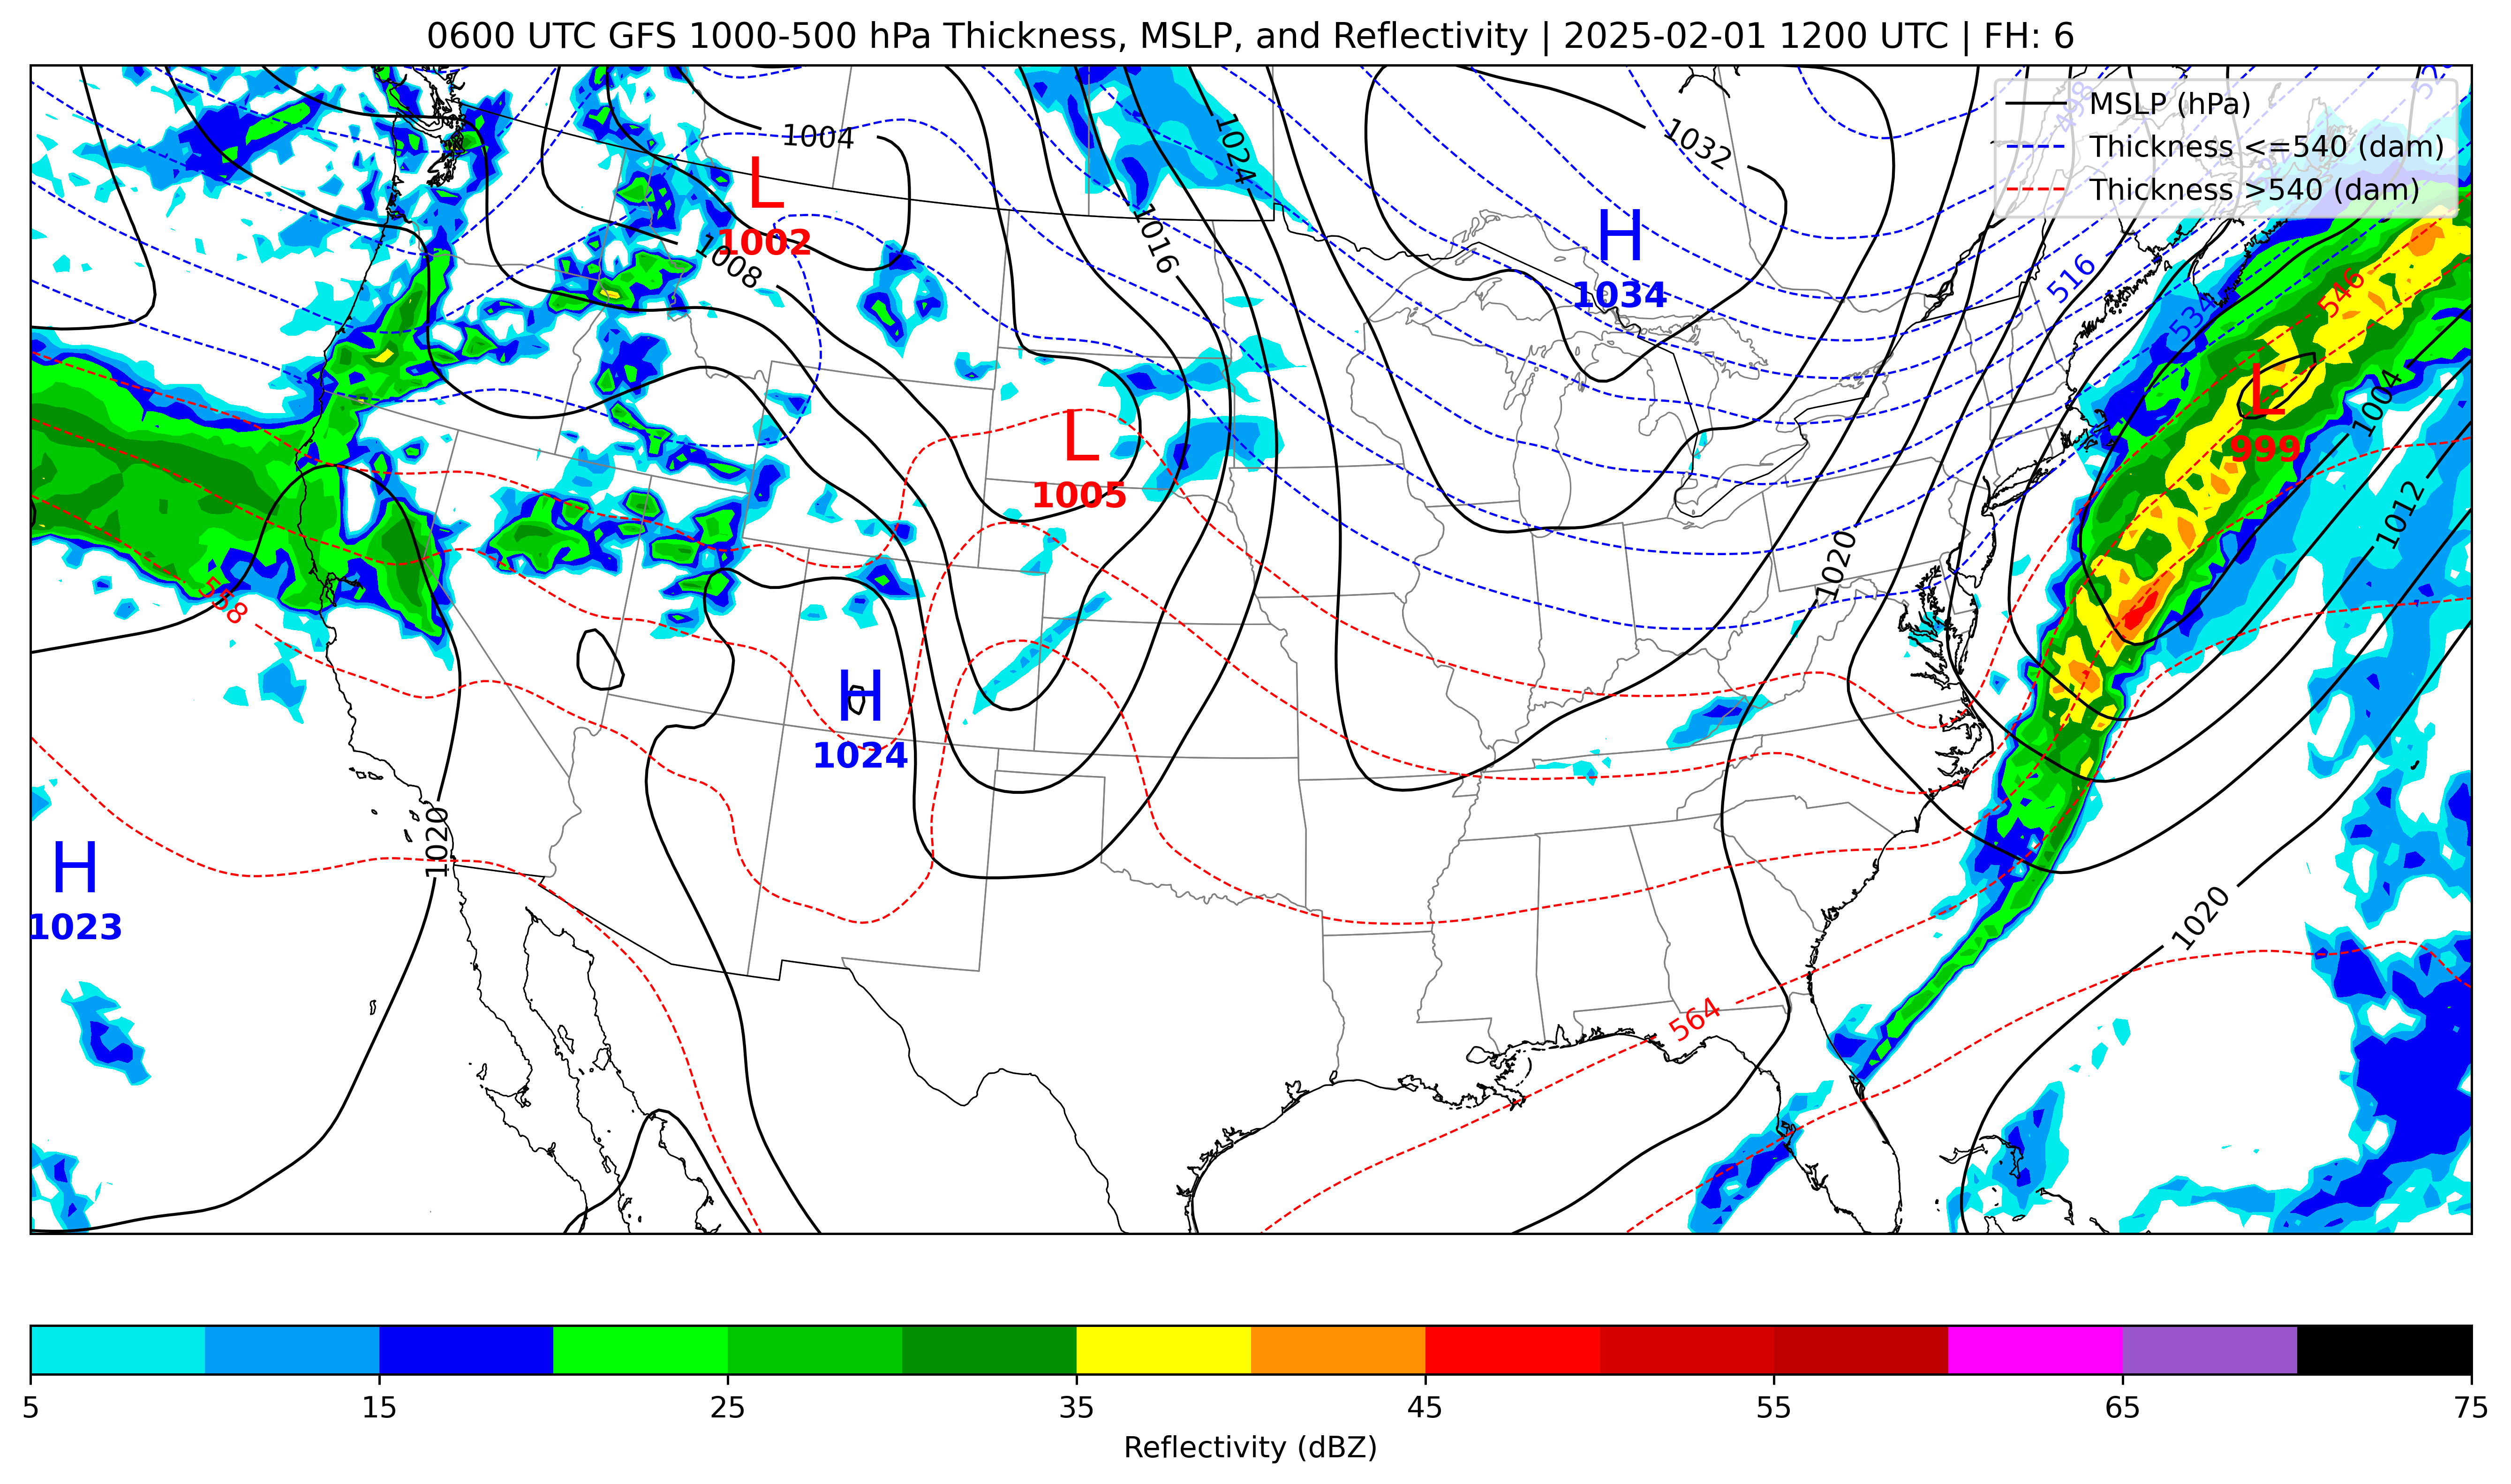 0600 UTC GFS 1000-500 hPa Thickness, MSLP, and Reflectivity | 2025-02-01 1200 UTC | FH: 6
MSLP (hPa)
Thickness <=540 (dam)
Thickness >540 (dam)
498
1004
1024
1032
L
1002
1008
1016
H
1034
516
534
546
L
999
1004
L
1005
1012
1020
558
H
1024
1020
H
1023
1020
564
5
15
25
35
45
55
65
75
Reflectivity (dBZ)